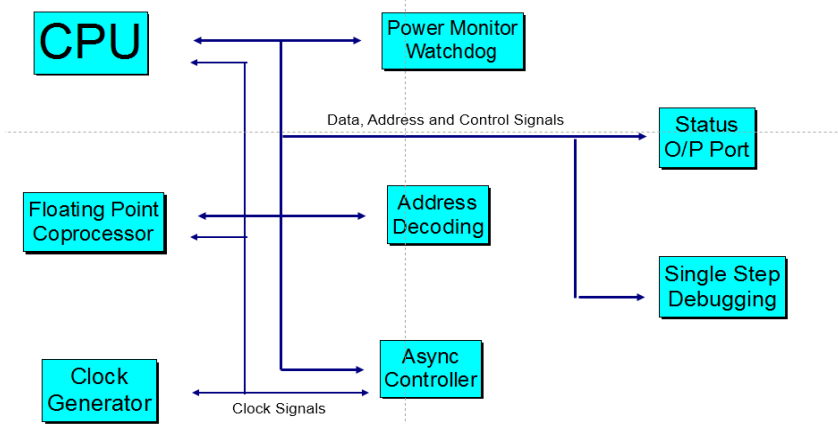 CPU
Power Monitor
Watchdog
Data, Address and Control Signals
Status
O/P Port
Floating Point
Coprocessor
Address
Decoding
Single Step
Debugging
Clock
Generator
Async
Controller
Clock Signals